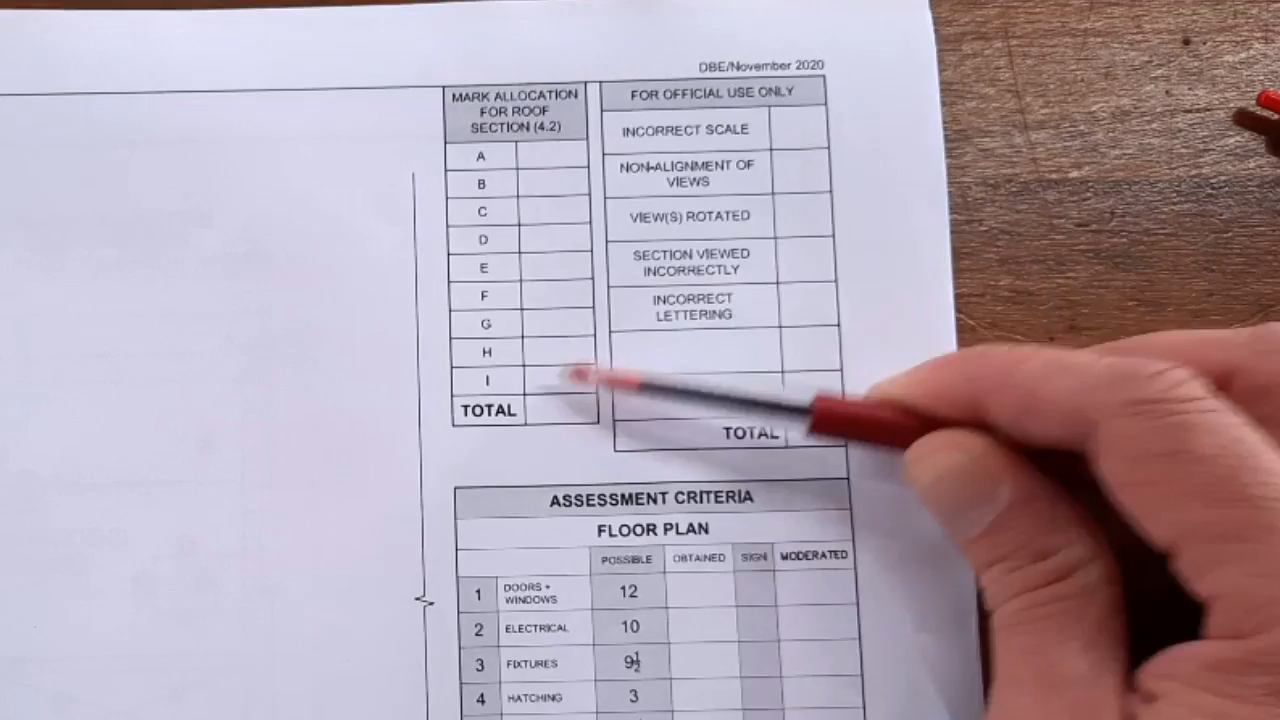 DBE/November 2020
MARK ALLOCATION
FOR ROOF
SECTION (4.2)
A
B
C
D
E
F
G
H
I
TOTAL
FOR OFFICIAL USE ONLY
INCORRECT SCALE
NON-ALIGNMENT OF
VIEWS
VIEW(S) ROTATED
SECTION VIEWED
INCORRECTLY
INCORRECT
LETTERING
TOTAL
ASSESSMENT CRITERIA
FLOOR PLAN
POSSIBLE OBTAINED SIGN MODERATED
1 DOORS + WINDOWS 12
2 ELECTRICAL 10
3 FIXTURES 9½
4 HATCHING 3